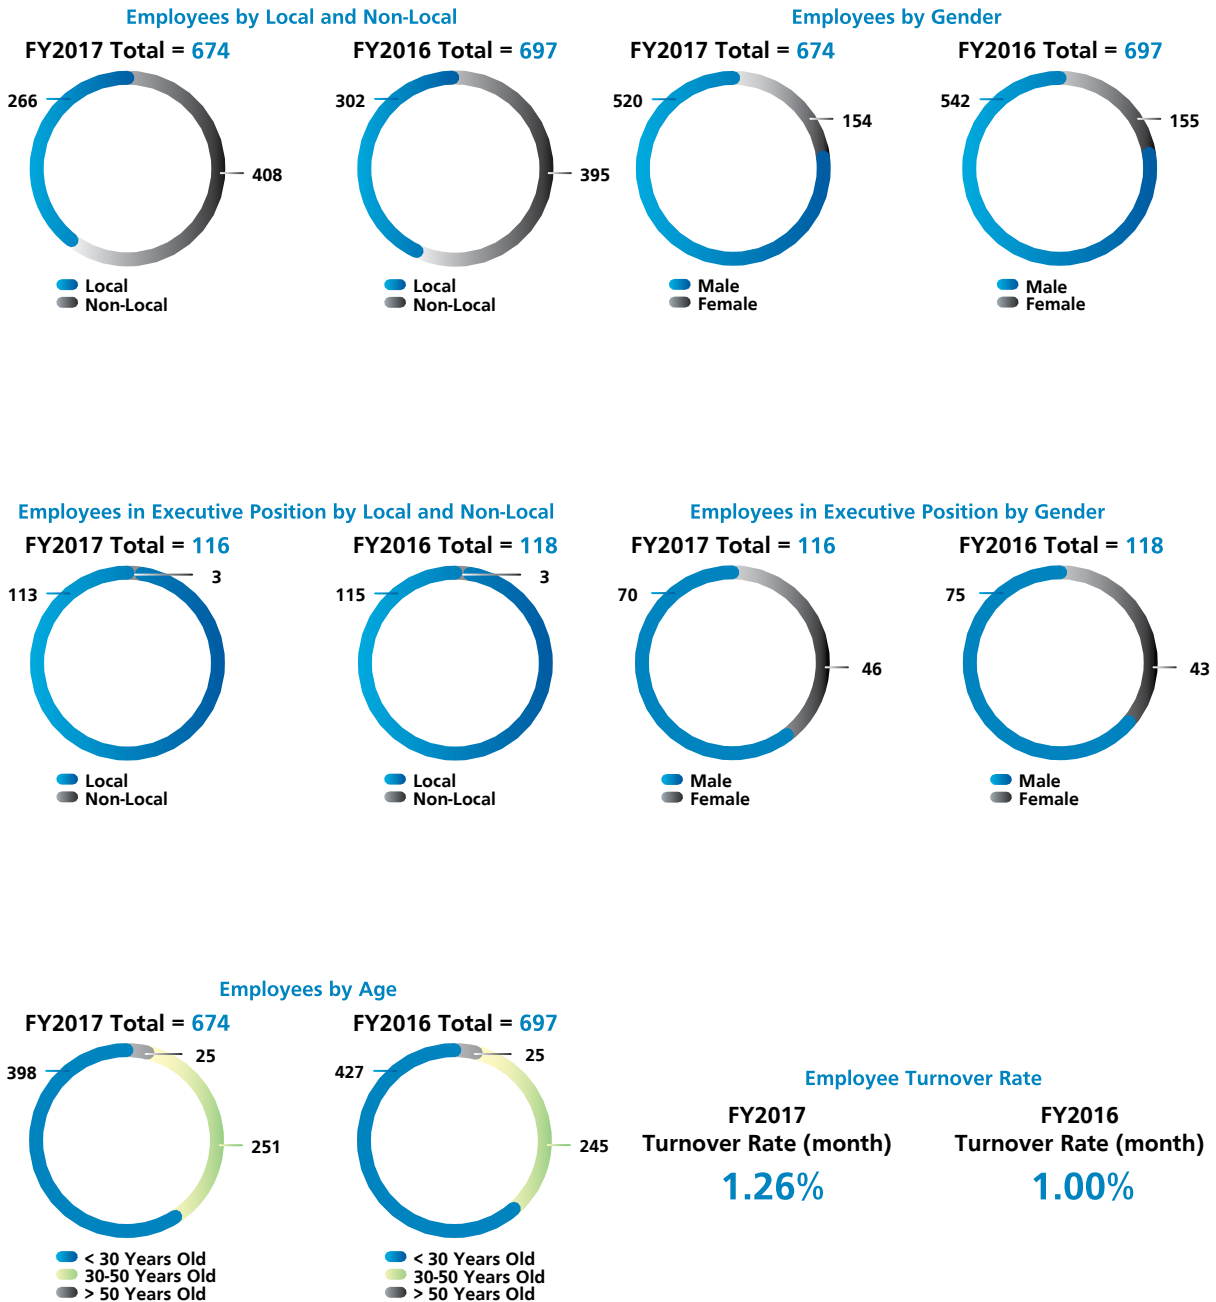 Employees by Local and Non-Local
FY2017 Total = 674
FY2016 Total = 697
266
408
302
395
Local
Non-Local
Local
Non-Local
Employees by Gender
FY2017 Total = 674
FY2016 Total = 697
520
154
542
155
Male
Female
Male
Female
Employees in Executive Position by Local and Non-Local
FY2017 Total = 116
FY2016 Total = 118
3
113
3
115
Local
Non-Local
Local
Non-Local
Employees in Executive Position by Gender
FY2017 Total = 116
FY2016 Total = 118
70
46
75
43
Male
Female
Male
Female
Employees by Age
FY2017 Total = 674
FY2016 Total = 697
25
398
251
25
427
245
< 30 Years Old
30-50 Years Old
> 50 Years Old
< 30 Years Old
30-50 Years Old
> 50 Years Old
Employee Turnover Rate
FY2017
Turnover Rate (month)
1.26%
FY2016
Turnover Rate (month)
1.00%